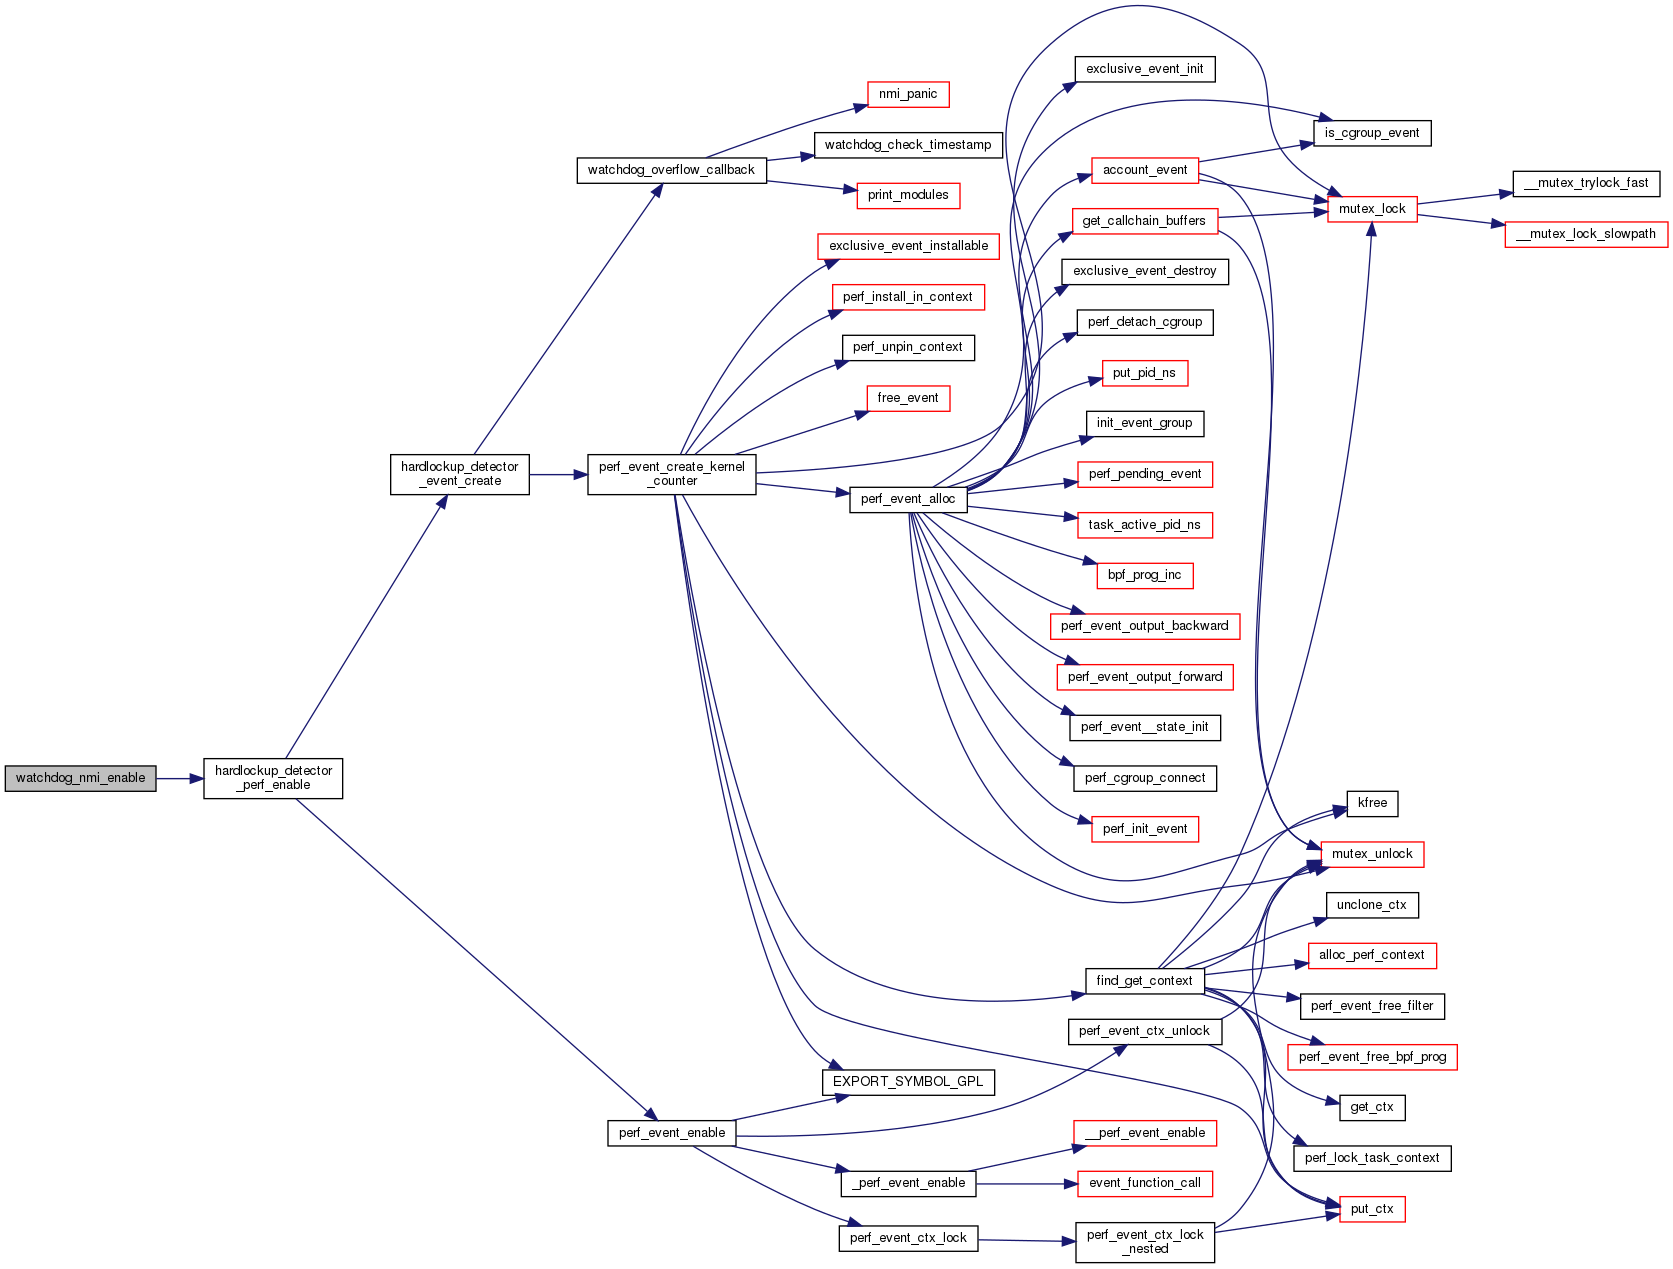 watchdog_nmi_enable
hardlockup_detector
_perf_enable
hardlockup_detector
_event_create
watchdog_overflow_callback
perf_event_create_kernel
_counter
perf_event_enable
nmi_panic
watchdog_check_timestamp
print_modules
exclusive_event_installable
perf_install_in_context
perf_unpin_context
free_event
perf_event_alloc
EXPORT_SYMBOL_GPL
_perf_event_enable
perf_event_ctx_lock
exclusive_event_init
account_event
get_callchain_buffers
exclusive_event_destroy
perf_detach_cgroup
put_pid_ns
init_event_group
perf_pending_event
task_active_pid_ns
bpf_prog_inc
perf_event_output_backward
perf_event_output_forward
perf_event__state_init
perf_cgroup_connect
perf_init_event
find_get_context
perf_event_ctx_unlock
__perf_event_enable
event_function_call
perf_event_ctx_lock
_nested
is_cgroup_event
mutex_lock
kfree
mutex_unlock
unclone_ctx
alloc_perf_context
perf_event_free_filter
perf_event_free_bpf_prog
get_ctx
perf_lock_task_context
put_ctx
__mutex_trylock_fast
__mutex_lock_slowpath